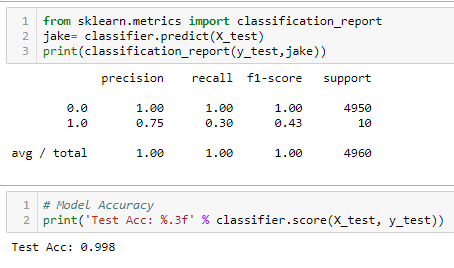 1 from sklearn.metrics import classification_report
2 jake= classifier.predict(X_test)
3 print(classification_report(y_test,jake))
precision recall f1-score support
0.0 1.00 1.00 1.00 4950
1.0 0.75 0.30 0.43 10
avg / total 1.00 1.00 1.00 4960
1 # Model Accuracy
2 print('Test Acc: %.3f' % classifier.score(X_test, y_test))
Test Acc: 0.998